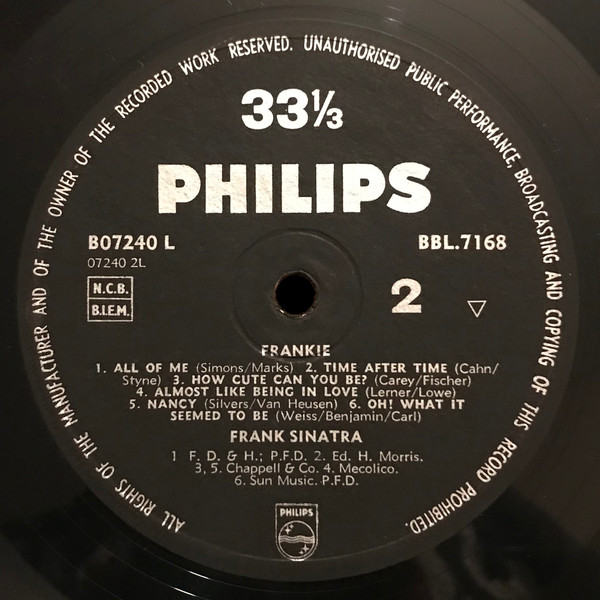 ALL RIGHTS OF THE MANUFACTURER AND OF THE OWNER OF THE RECORDED WORK RESERVED. UNAUTHORISED PUBLIC PERFORMANCE, BROADCASTING AND COPYING OF THIS RECORD PROHIBITED.
33⅓
PHILIPS
B07240 L
BBL.7168
07240 2L
N.C.B.
B.I.E.M.
2
▽
FRANKIE
1. ALL OF ME (Simons/Marks) 2. TIME AFTER TIME (Cahn/
Styne) 3. HOW CUTE CAN YOU BE? (Carey/Fischer)
4. ALMOST LIKE BEING IN LOVE (Lerner/Lowe)
5. NANCY (Silvers/Van Heusen) 6. OH! WHAT IT
SEEMED TO BE (Weiss/Benjamin/Carl)
FRANK SINATRA
1 F. D. & H.; P.F.D. 2. Ed. H. Morris.
3, 5. Chappell & Co. 4. Mecolico.
6. Sun Music. P.F.D.
PHILIPS